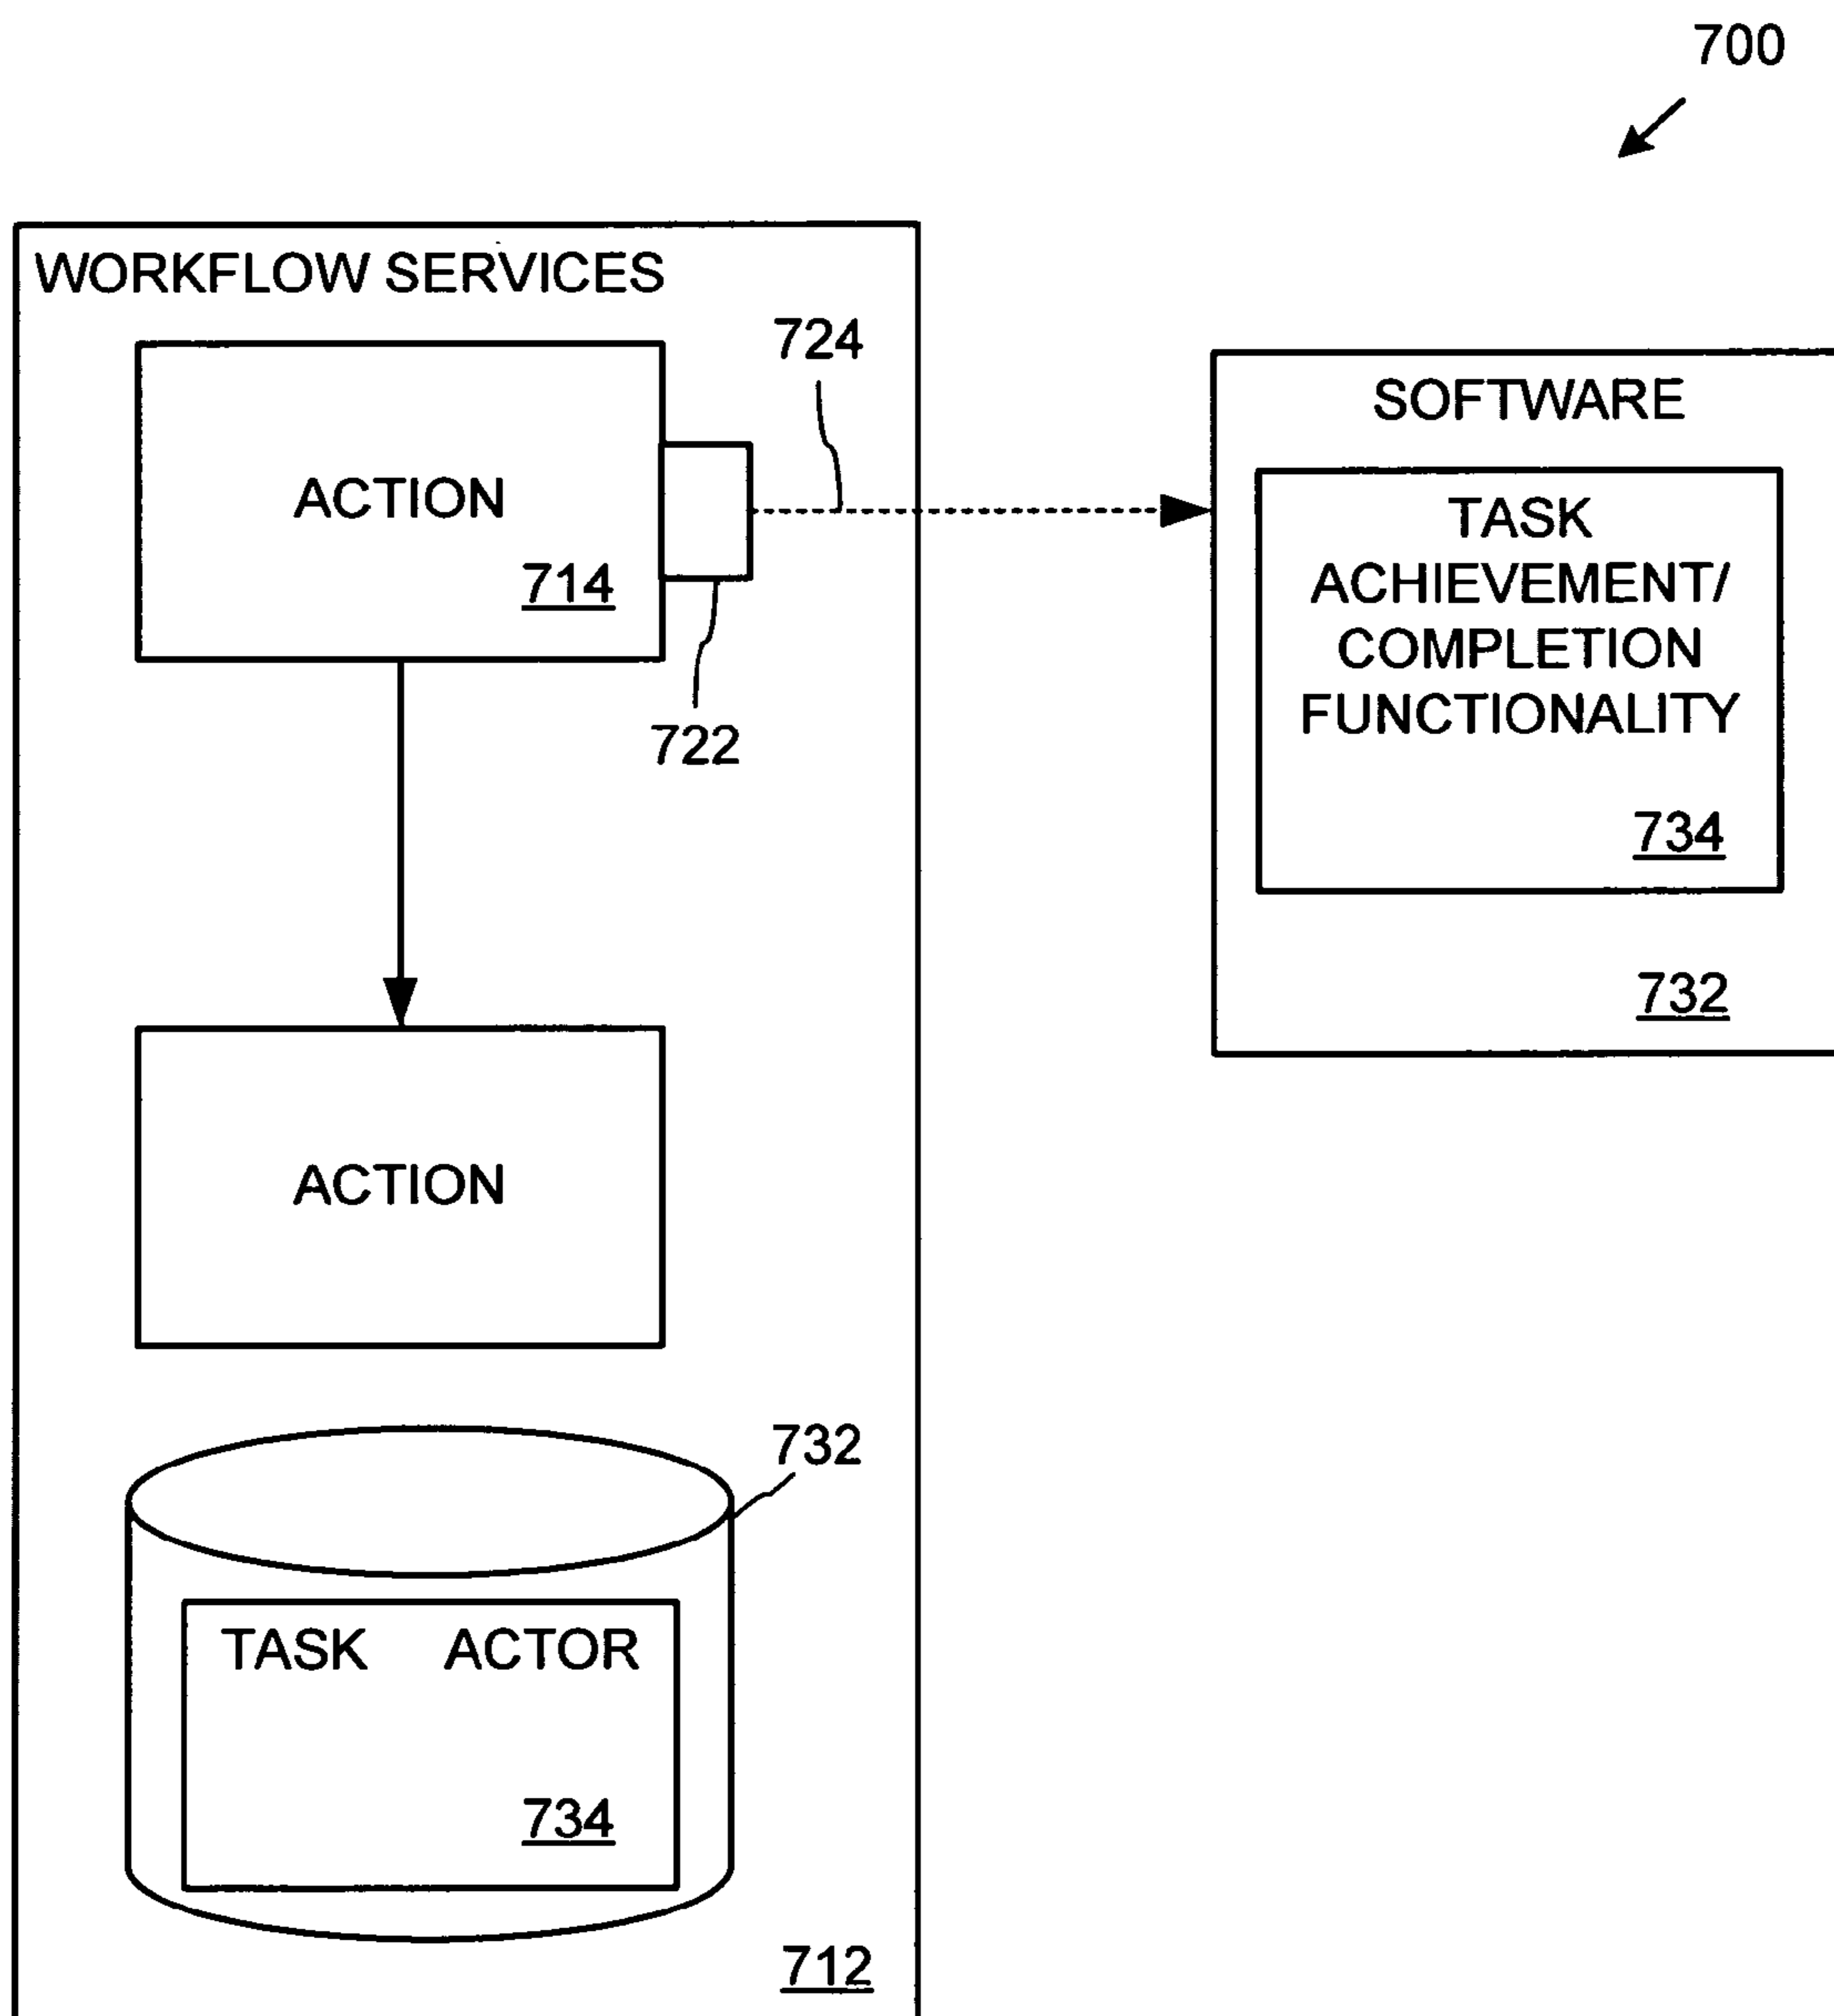 700
WORKFLOW SERVICES
724
ACTION
714
722
SOFTWARE
TASK
ACHIEVEMENT/
COMPLETION
FUNCTIONALITY
734
732
ACTION
732
TASK ACTOR
734
712